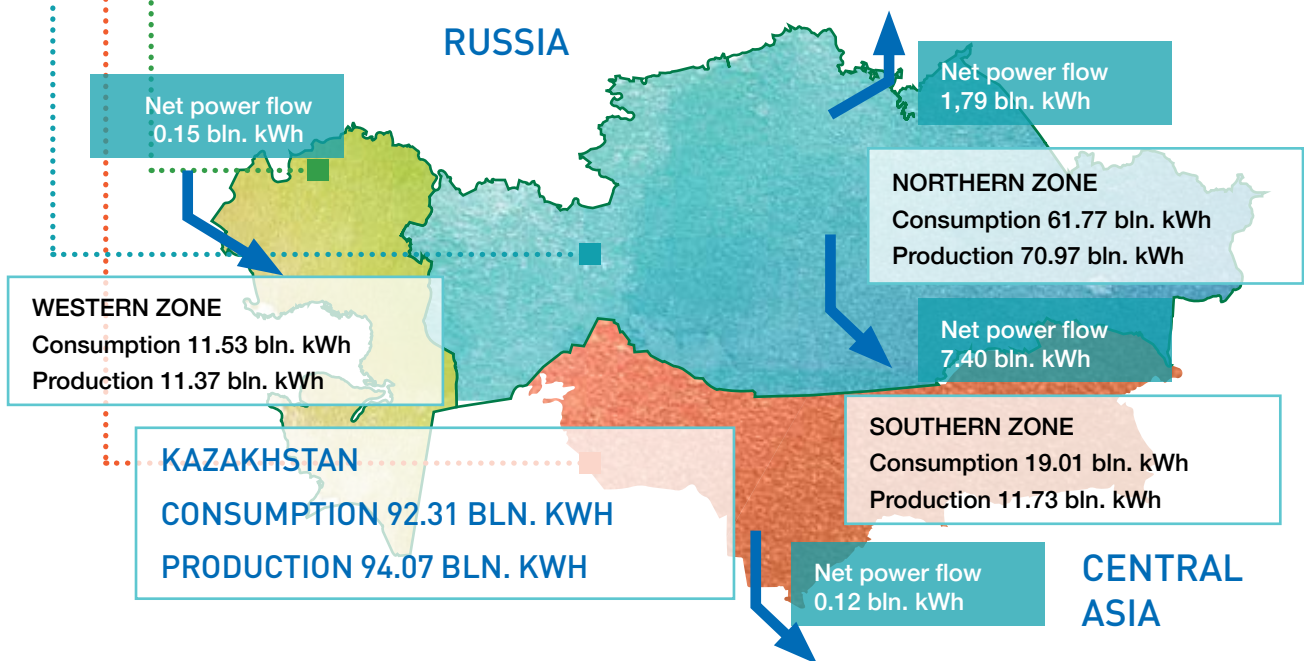 RUSSIA
Net power flow
0.15 bln. kWh
Net power flow
1,79 bln. kWh
NORTHERN ZONE
Consumption 61.77 bln. kWh
Production 70.97 bln. kWh
WESTERN ZONE
Consumption 11.53 bln. kWh
Production 11.37 bln. kWh
Net power flow
7.40 bln. kWh
SOUTHERN ZONE
Consumption 19.01 bln. kWh
Production 11.73 bln. kWh
KAZAKHSTAN
CONSUMPTION 92.31 BLN. KWH
PRODUCTION 94.07 BLN. KWH
Net power flow
0.12 bln. kWh
CENTRAL
ASIA